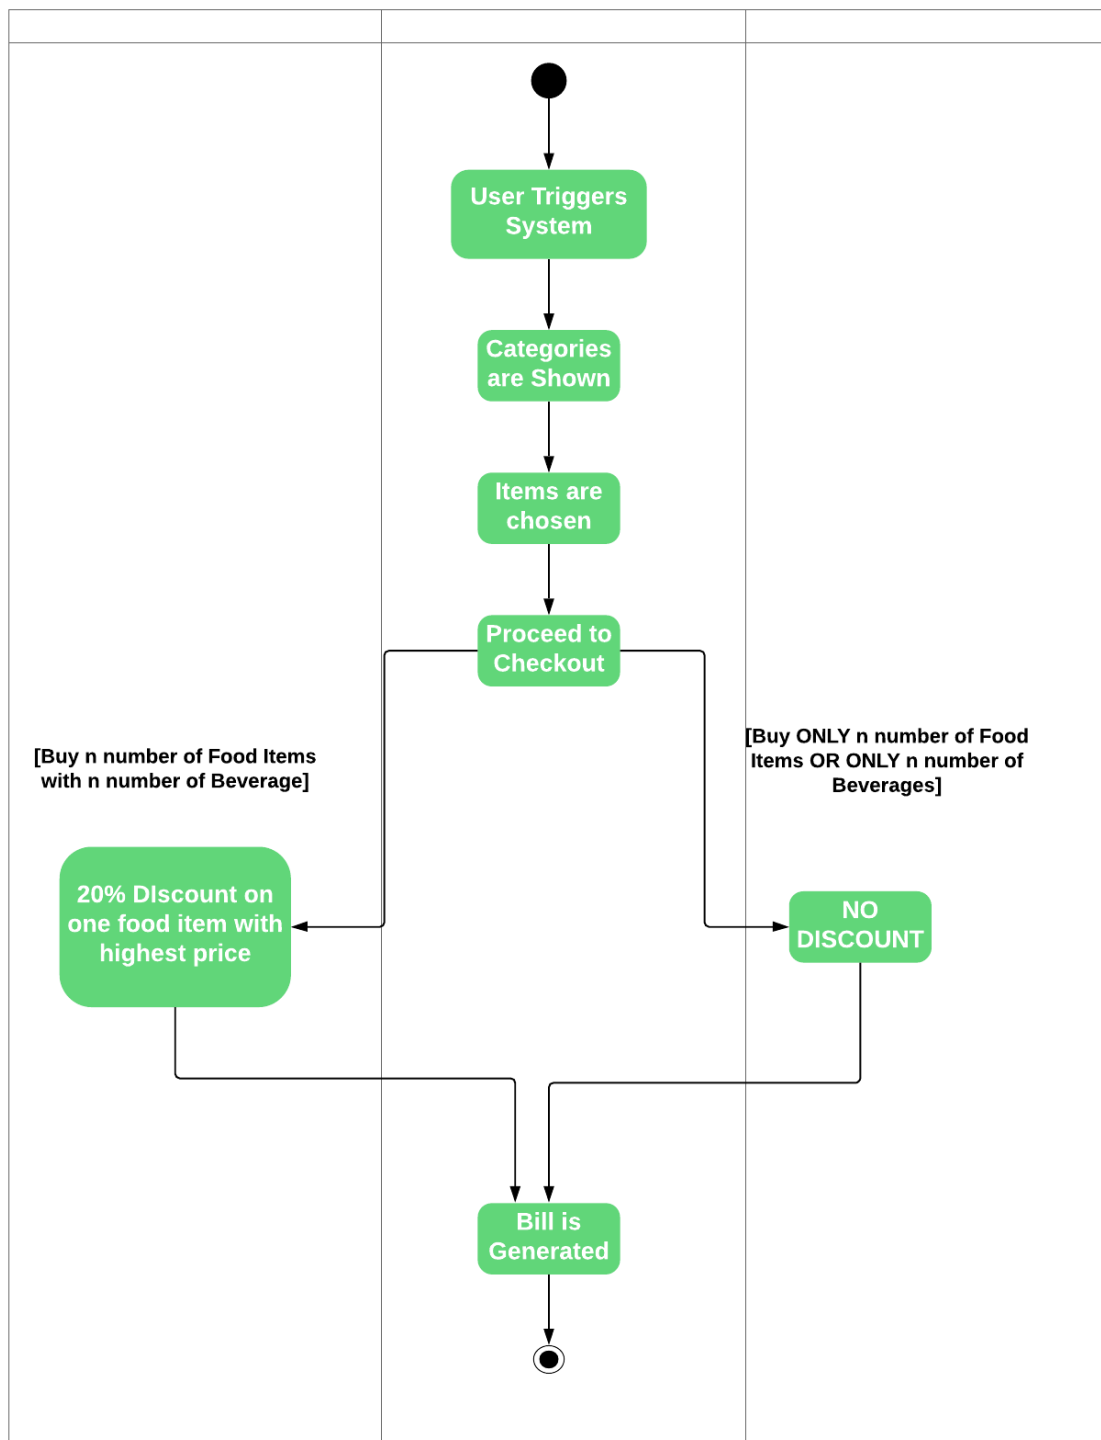 User Triggers
System
Categories
are Shown
Items are
chosen
Proceed to
Checkout
[Buy n number of Food Items
with n number of Beverage]
[Buy ONLY n number of Food
Items OR ONLY n number of
Beverages]
20% DIscount on
one food item with
highest price
NO
DISCOUNT
Bill is
Generated